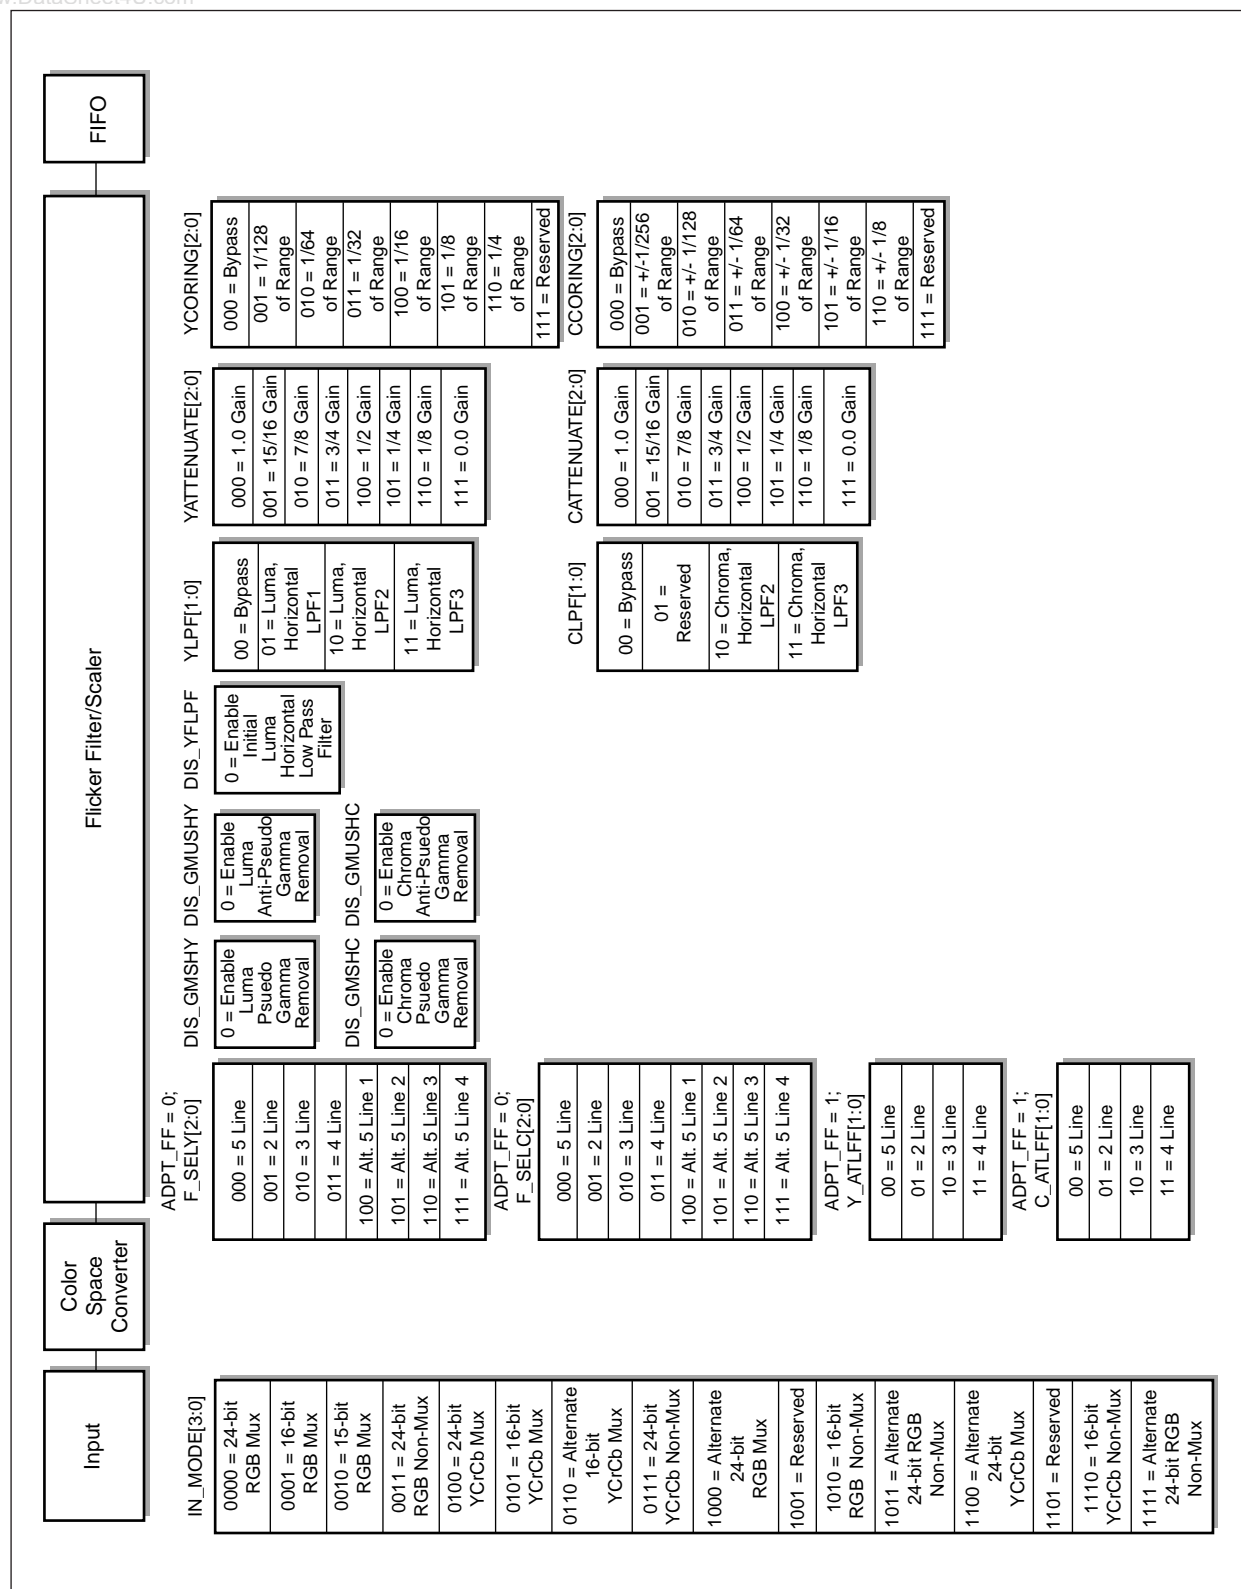 Input
Color
Space
Converter
Flicker Filter/Scaler
FIFO
IN_MODE[3:0]
0000 = 24-bit
RGB Mux
0001 = 16-bit
RGB Mux
0010 = 15-bit
RGB Mux
0011 = 24-bit
RGB Non-Mux
0100 = 24-bit
YCrCb Mux
0101 = 16-bit
YCrCb Mux
0110 = Alternate
16-bit
YCrCb Mux
0111 = 24-bit
YCrCb Non-Mux
1000 = Alternate
24-bit
RGB Mux
1001 = Reserved
1010 = 16-bit
RGB Non-Mux
1011 = Alternate
24-bit RGB
Non-Mux
1100 = Alternate
24-bit
YCrCb Mux
1101 = Reserved
1110 = 16-bit
YCrCb Non-Mux
1111 = Alternate
24-bit RGB
Non-Mux
ADPT_FF = 0;
F_SELY[2:0]
000 = 5 Line
001 = 2 Line
010 = 3 Line
011 = 4 Line
100 = Alt. 5 Line 1
101 = Alt. 5 Line 2
110 = Alt. 5 Line 3
111 = Alt. 5 Line 4
ADPT_FF = 0;
F_SELC[2:0]
000 = 5 Line
001 = 2 Line
010 = 3 Line
011 = 4 Line
100 = Alt. 5 Line 1
101 = Alt. 5 Line 2
110 = Alt. 5 Line 3
111 = Alt. 5 Line 4
ADPT_FF = 1;
Y_ATLFF[1:0]
00 = 5 Line
01 = 2 Line
10 = 3 Line
11 = 4 Line
ADPT_FF = 1;
C_ATLFF[1:0]
00 = 5 Line
01 = 2 Line
10 = 3 Line
11 = 4 Line
DIS_GMSHY
0 = Enable
Luma
Psuedo
Gamma
Removal
DIS_GMSHC
0 = Enable
Chroma
Psuedo
Gamma
Removal
DIS_GMUSHY
0 = Enable
Luma
Anti-Pseudo
Gamma
Removal
DIS_GMUSHC
0 = Enable
Chroma
Anti-Psuedo
Gamma
Removal
DIS_YFLPF
0 = Enable
Initial
Luma
Horizontal
Low Pass
Filter
YLPF[1:0]
00 = Bypass
01 = Luma,
Horizontal
LPF1
10 = Luma,
Horizontal
LPF2
11 = Luma,
Horizontal
LPF3
CLPF[1:0]
00 = Bypass
01 =
Reserved
10 = Chroma,
Horizontal
LPF2
11 = Chroma,
Horizontal
LPF3
YATTENUATE[2:0]
000 = 1.0 Gain
001 = 15/16 Gain
010 = 7/8 Gain
011 = 3/4 Gain
100 = 1/2 Gain
101 = 1/4 Gain
110 = 1/8 Gain
111 = 0.0 Gain
CATTENUATE[2:0]
000 = 1.0 Gain
001 = 15/16 Gain
010 = 7/8 Gain
011 = 3/4 Gain
100 = 1/2 Gain
101 = 1/4 Gain
110 = 1/8 Gain
111 = 0.0 Gain
YCORING[2:0]
000 = Bypass
001 = 1/128
of Range
010 = 1/64
of Range
011 = 1/32
of Range
100 = 1/16
of Range
101 = 1/8
of Range
110 = 1/4
of Range
111 = Reserved
CCORING[2:0]
000 = Bypass
001 = +/-1/256
of Range
010 = +/- 1/128
of Range
011 = +/- 1/64
of Range
100 = +/- 1/32
of Range
101 = +/- 1/16
of Range
110 = +/- 1/8
of Range
111 = Reserved